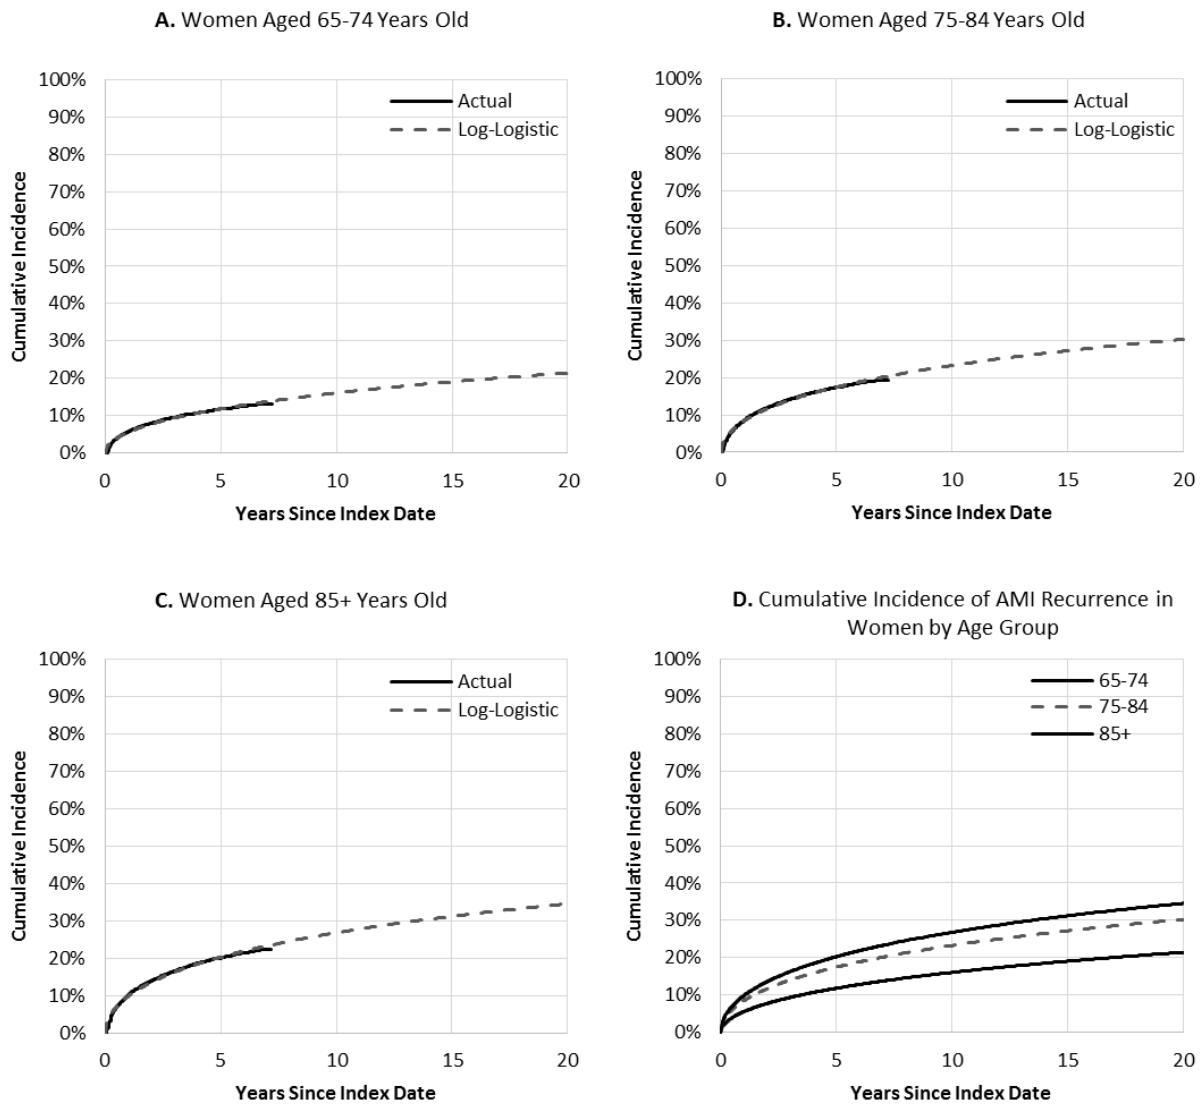 A. Women Aged 65-74 Years Old
100%
90%
80%
70%
60%
50%
40%
30%
20%
10%
0%
Cumulative Incidence
Actual
Log-Logistic
0 5 10 15 20
Years Since Index Date
B. Women Aged 75-84 Years Old
100%
90%
80%
70%
60%
50%
40%
30%
20%
10%
0%
Cumulative Incidence
Actual
Log-Logistic
0 5 10 15 20
Years Since Index Date
C. Women Aged 85+ Years Old
100%
90%
80%
70%
60%
50%
40%
30%
20%
10%
0%
Cumulative Incidence
Actual
Log-Logistic
0 5 10 15 20
Years Since Index Date
D. Cumulative Incidence of AMI Recurrence in
Women by Age Group
100%
90%
80%
70%
60%
50%
40%
30%
20%
10%
0%
Cumulative Incidence
65-74
75-84
85+
0 5 10 15 20
Years Since Index Date